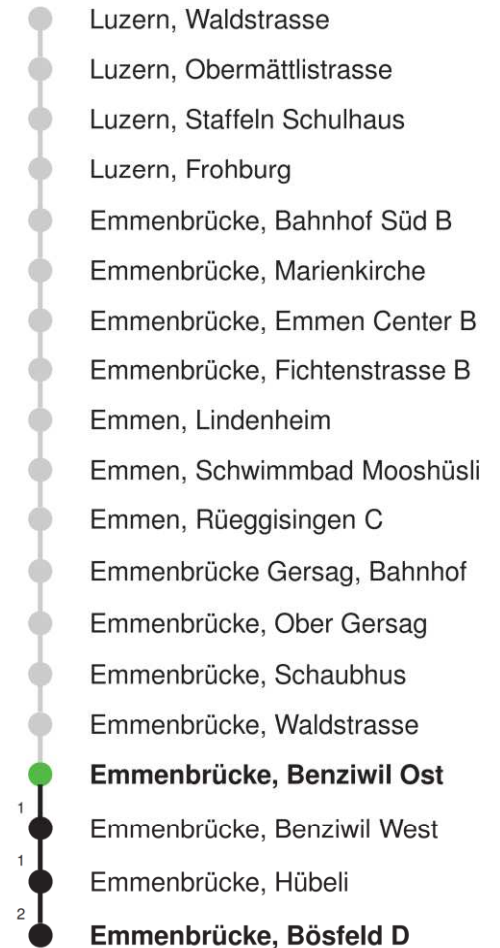 Luzern, Waldstrasse
Luzern, Obermättlistrasse
Luzern, Staffeln Schulhaus
Luzern, Frohburg
Emmenbrücke, Bahnhof Süd B
Emmenbrücke, Marienkirche
Emmenbrücke, Emmen Center B
Emmenbrücke, Fichtenstrasse B
Emmen, Lindenheim
Emmen, Schwimmbad Mooshüsli
Emmen, Rüeggisingen C
Emmenbrücke Gersag, Bahnhof
Emmenbrücke, Ober Gersag
Emmenbrücke, Schaubhus
Emmenbrücke, Waldstrasse
Emmenbrücke, Benziwil Ost
1 Emmenbrücke, Benziwil West
1 Emmenbrücke, Hübeli
2 Emmenbrücke, Bösfeld D